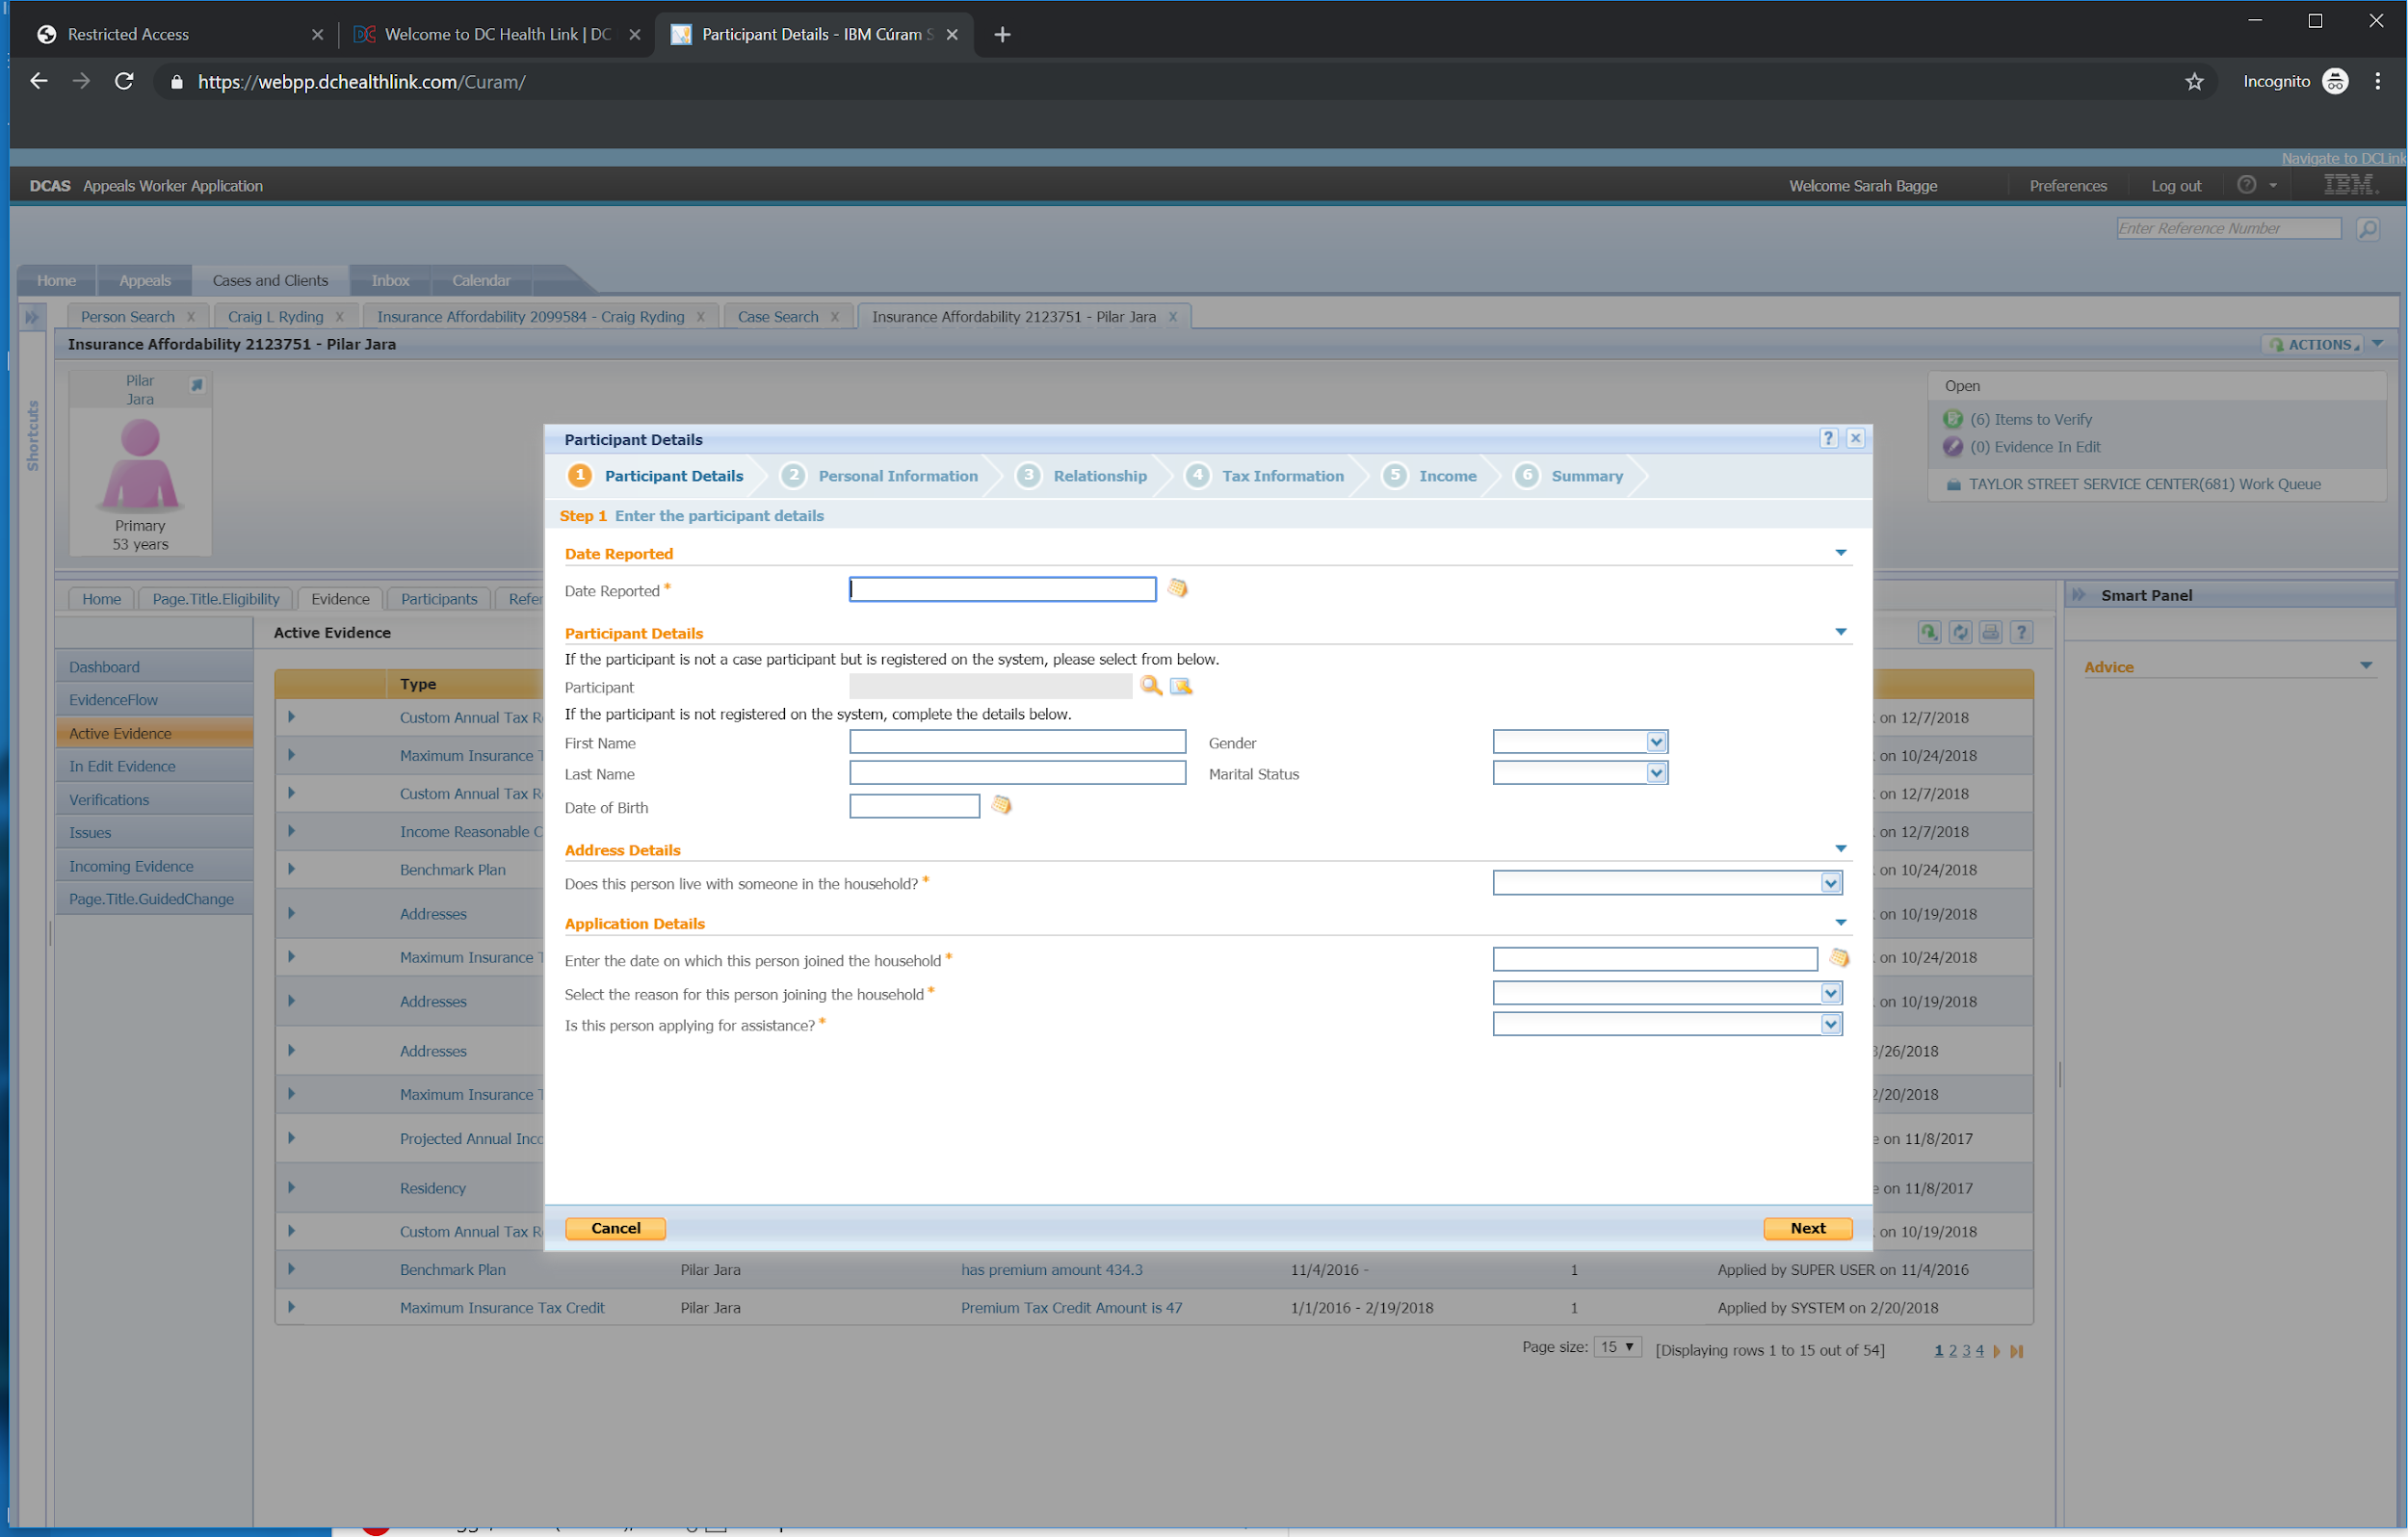 Restricted Access
Welcome to DC Health Link | DC
Participant Details - IBM Cúram S
https://webpp.dchealthlink.com/Curam/
Incognito
Navigate to DCLink
DCAS Appeals Worker Application
Welcome Sarah Bagge
Preferences
Log out
IBM
Enter Reference Number
Home
Appeals
Cases and Clients
Inbox
Calendar
Person Search x
Craig L Ryding x
Insurance Affordability 2099584 - Craig Ryding x
Case Search x
Insurance Affordability 2123751 - Pilar Jara x
Insurance Affordability 2123751 - Pilar Jara
ACTIONS
Shortcuts
Pilar
Jara
Primary
53 years
Open
(6) Items to Verify
(0) Evidence In Edit
TAYLOR STREET SERVICE CENTER(681) Work Queue
Home
Page.Title.Eligibility
Evidence
Participants
Refer
Smart Panel
Advice
Dashboard
EvidenceFlow
Active Evidence
In Edit Evidence
Verifications
Issues
Incoming Evidence
Page.Title.GuidedChange
Active Evidence
Type
Custom Annual Tax R on 12/7/2018
Maximum Insurance T on 10/24/2018
Custom Annual Tax R on 12/7/2018
Income Reasonable C on 12/7/2018
Benchmark Plan on 10/24/2018
Addresses on 10/19/2018
Maximum Insurance T on 10/24/2018
Addresses on 10/19/2018
Addresses 3/26/2018
Maximum Insurance T 2/20/2018
Projected Annual Inco e on 11/8/2017
Residency e on 11/8/2017
Custom Annual Tax R on 10/19/2018
Benchmark Plan Pilar Jara has premium amount 434.3 11/4/2016 - 1 Applied by SUPER USER on 11/4/2016
Maximum Insurance Tax Credit Pilar Jara Premium Tax Credit Amount is 47 1/1/2016 - 2/19/2018 1 Applied by SYSTEM on 2/20/2018
Page size: 15 [Displaying rows 1 to 15 out of 54] 1 2 3 4
Participant Details
1 Participant Details
2 Personal Information
3 Relationship
4 Tax Information
5 Income
6 Summary
Step 1 Enter the participant details
Date Reported
Date Reported *
Participant Details
If the participant is not a case participant but is registered on the system, please select from below.
Participant
If the participant is not registered on the system, complete the details below.
First Name
Gender
Last Name
Marital Status
Date of Birth
Address Details
Does this person live with someone in the household? *
Application Details
Enter the date on which this person joined the household *
Select the reason for this person joining the household *
Is this person applying for assistance? *
Cancel
Next